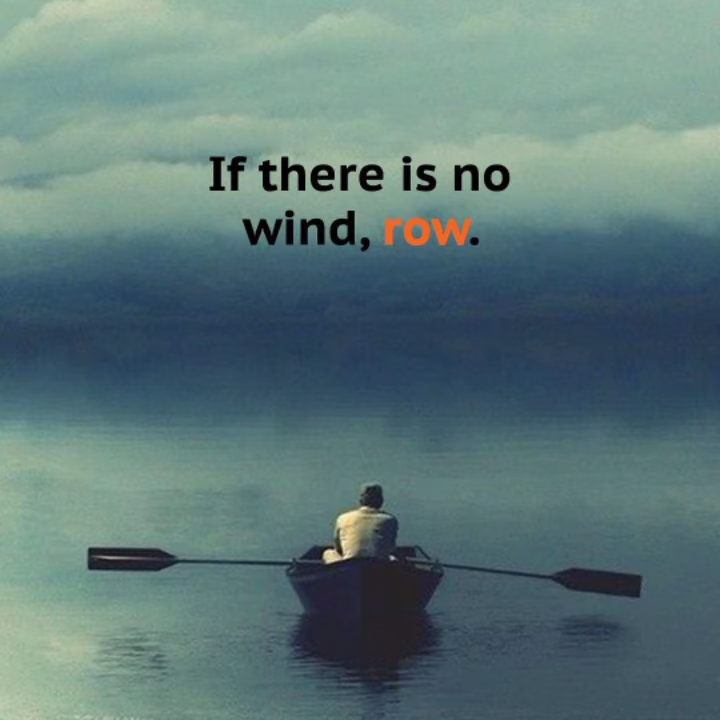 If there is no
wind, row.